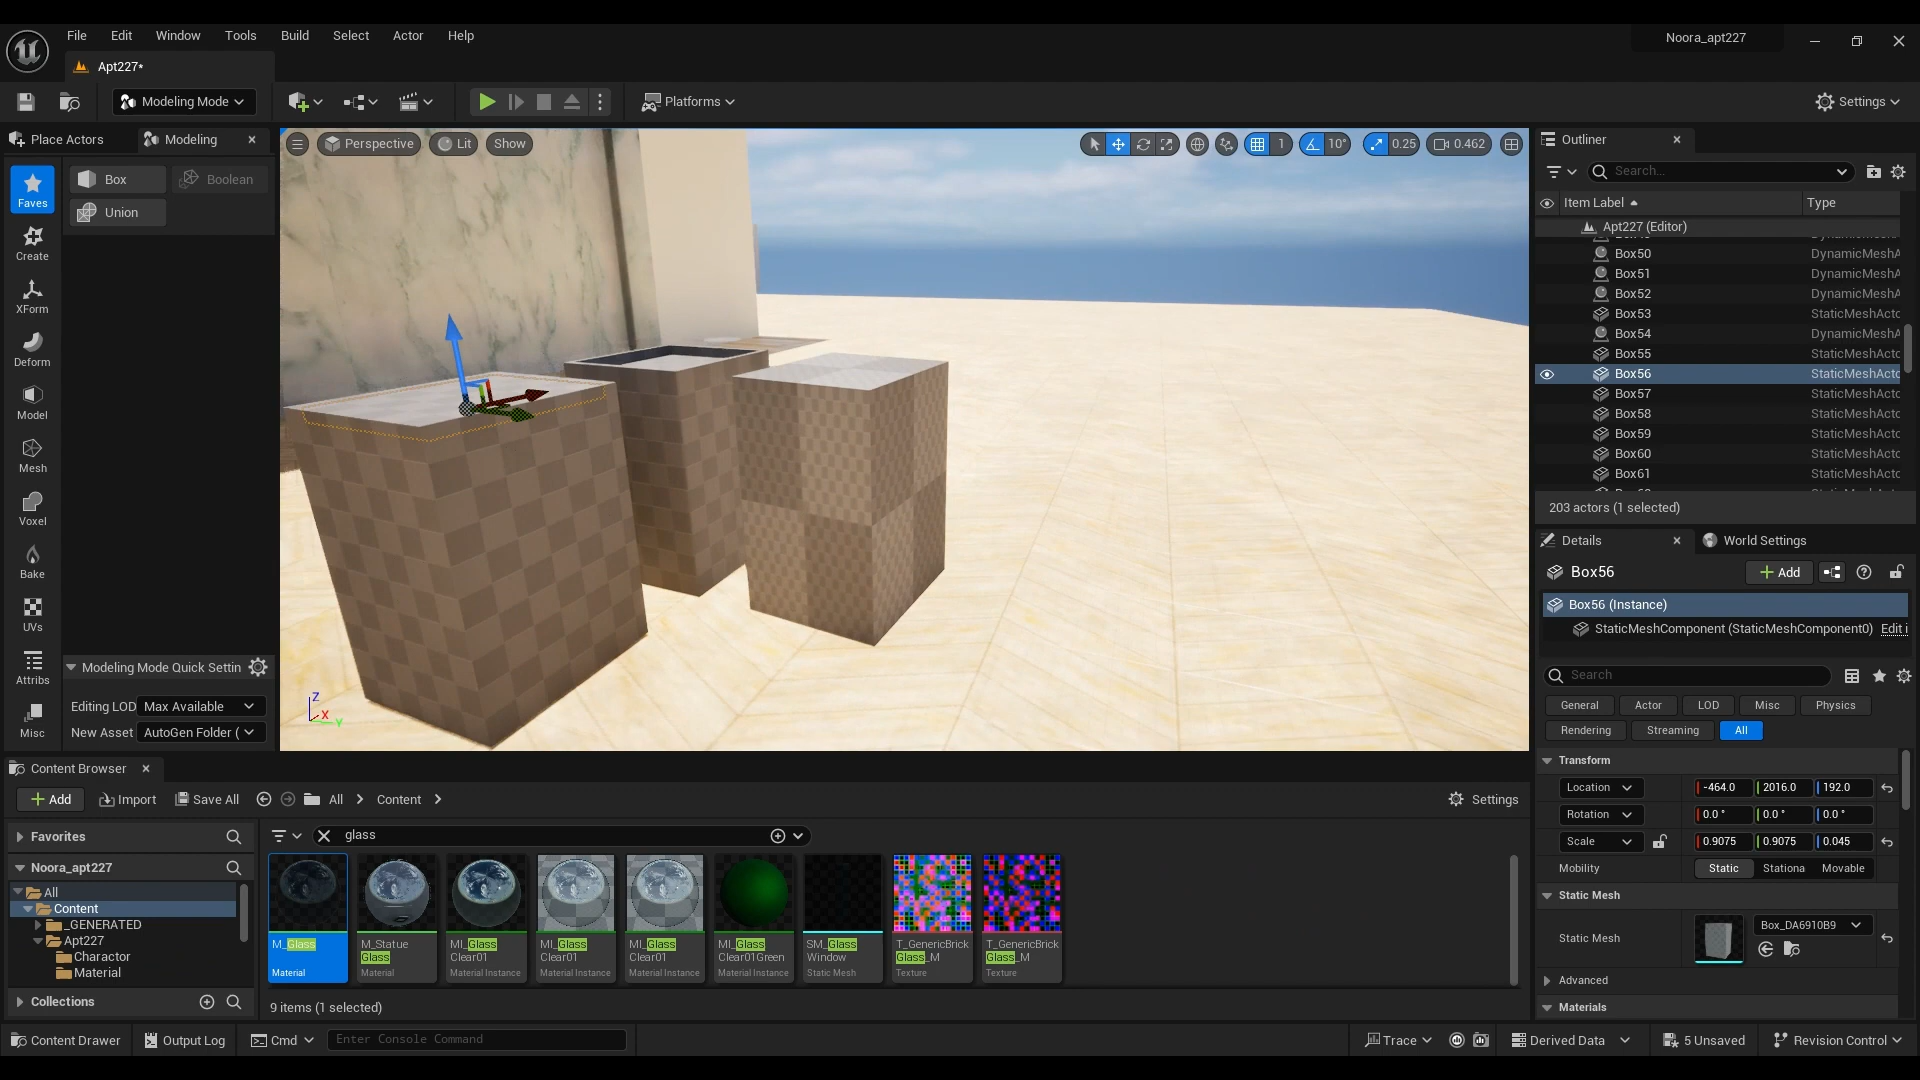 File Edit Window Tools Build Select Actor Help
Noora_apt227
Apt227*
Modeling Mode
Platforms
Settings
Place Actors
Modeling
Perspective
Lit
Show
1
10°
0.25
0.462
Outliner
Faves
Box
Boolean
Union
Create
XForm
Deform
Model
Mesh
Voxel
Bake
UVs
Attribs
Misc
Modeling Mode Quick Settin
Editing LOD
Max Available
New Asset
AutoGen Folder (
Z
X
Y
Search...
Item Label
Type
Apt227 (Editor)
Box50 DynamicMeshA
Box51 DynamicMeshA
Box52 DynamicMeshA
Box53 StaticMeshActo
Box54 DynamicMeshA
Box55 StaticMeshActo
Box56 StaticMeshActo
Box57 StaticMeshActo
Box58 StaticMeshActo
Box59 StaticMeshActo
Box60 StaticMeshActo
Box61 StaticMeshActo
203 actors (1 selected)
Details
World Settings
Box56
Add
Box56 (Instance)
StaticMeshComponent (StaticMeshComponent0)
Edit i
Search
General Actor LOD Misc Physics
Rendering Streaming All
Transform
Location -464.0 2016.0 192.0
Rotation 0.0 ° 0.0 ° 0.0 °
Scale 0.9075 0.9075 0.045
Mobility Static Stationa Movable
Static Mesh
Static Mesh
Box_DA6910B9
Advanced
Materials
Content Browser
Add
Import
Save All
All
Content
Settings
Favorites
Noora_apt227
All
Content
_GENERATED
Apt227
Charactor
Material
Collections
glass
M_Glass
Material
M_Statue
Glass
Material
MI_Glass
Clear01
Material Instance
MI_Glass
Clear01
Material Instance
MI_Glass
Clear01
Material Instance
MI_Glass
Clear01Green
Material Instance
SM_Glass
Window
Static Mesh
T_GenericBrick
Glass_M
Texture
T_GenericBrick
Glass_M
Texture
9 items (1 selected)
Content Drawer
Output Log
Cmd
Enter Console Command
Trace
Derived Data
5 Unsaved
Revision Control